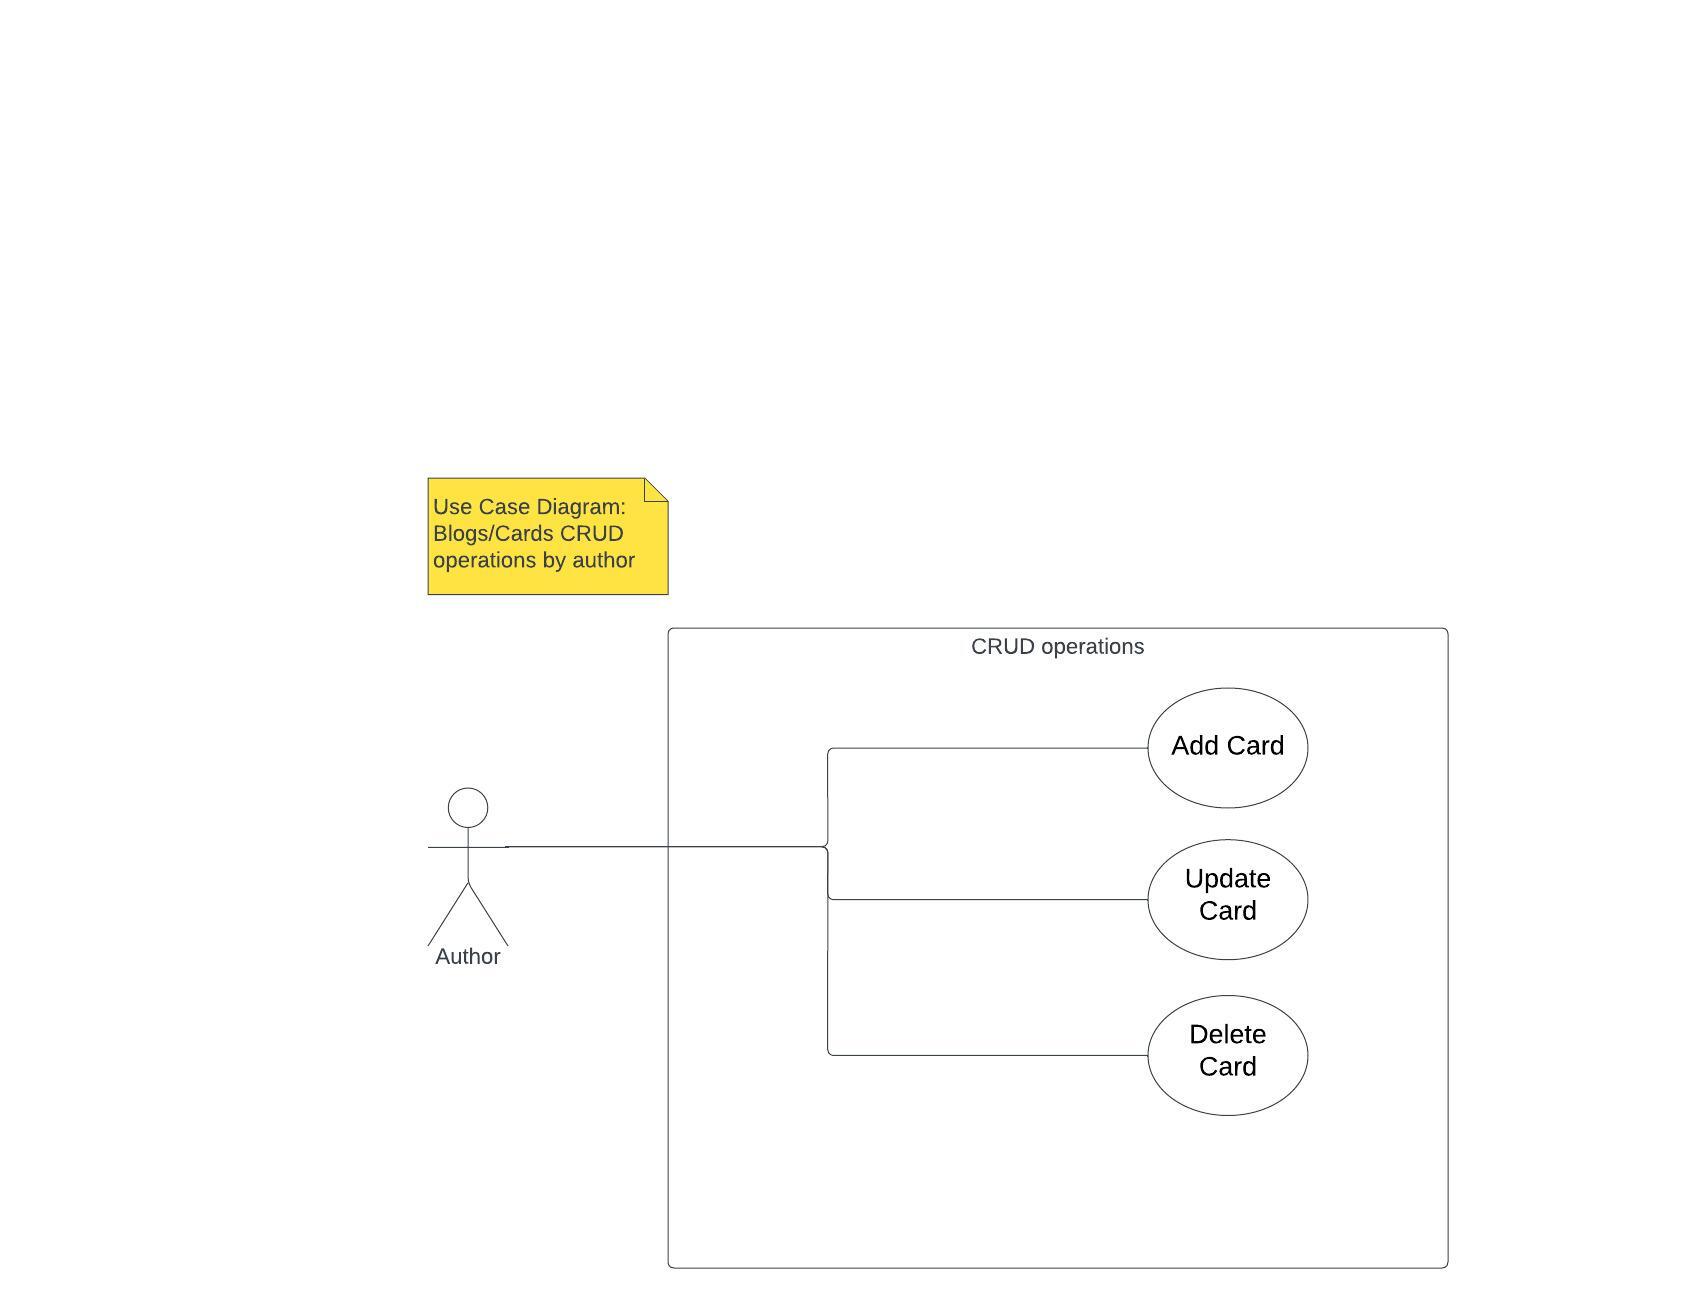 Use Case Diagram:
Blogs/Cards CRUD
operations by author
CRUD operations
Add Card
Update
Card
Author
Delete
Card